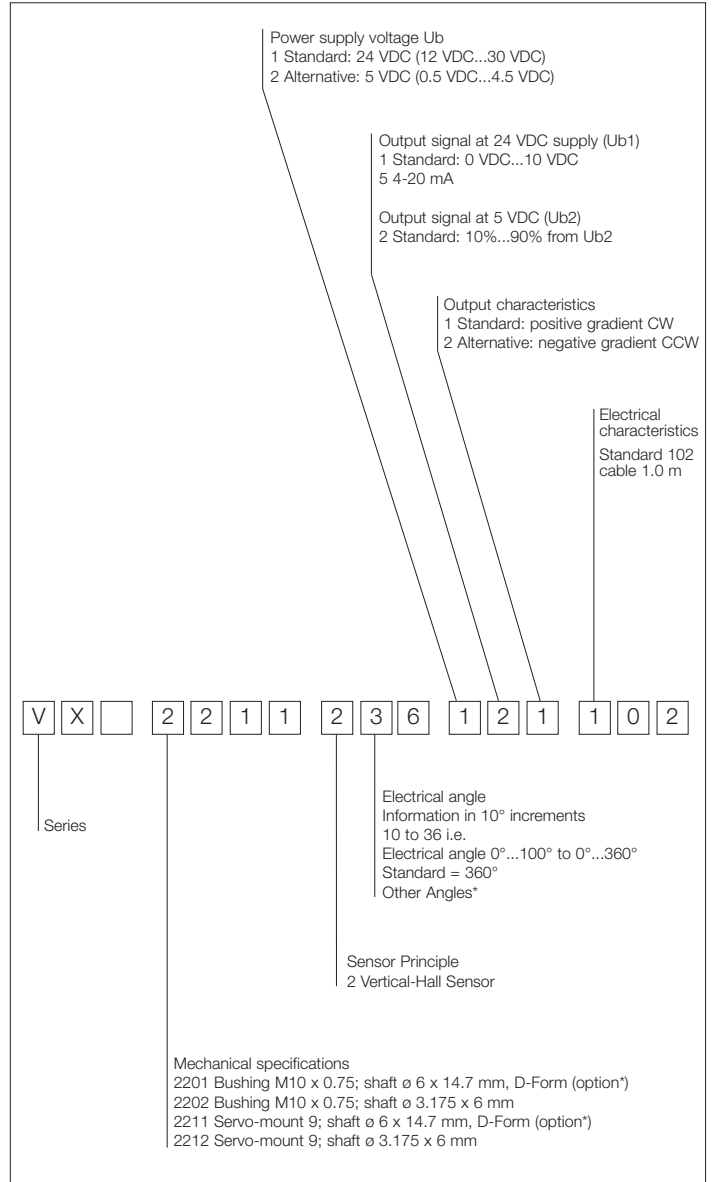 Power supply voltage Ub
1 Standard: 24 VDC (12 VDC...30 VDC)
2 Alternative: 5 VDC (0.5 VDC...4.5 VDC)
Output signal at 24 VDC supply (Ub1)
1 Standard: 0 VDC...10 VDC
5 4-20 mA
Output signal at 5 VDC (Ub2)
2 Standard: 10%...90% from Ub2
Output characteristics
1 Standard: positive gradient CW
2 Alternative: negative gradient CCW
Electrical
characteristics
Standard 102
cable 1.0 m
V X 2 2 1 1 2 3 6 1 2 1 1 0 2
Series
Electrical angle
Information in 10° increments
10 to 36 i.e.
Electrical angle 0°...100° to 0°...360°
Standard = 360°
Other Angles*
Sensor Principle
2 Vertical-Hall Sensor
Mechanical specifications
2201 Bushing M10 x 0.75; shaft ø 6 x 14.7 mm, D-Form (option*)
2202 Bushing M10 x 0.75; shaft ø 3.175 x 6 mm
2211 Servo-mount 9; shaft ø 6 x 14.7 mm, D-Form (option*)
2212 Servo-mount 9; shaft ø 3.175 x 6 mm